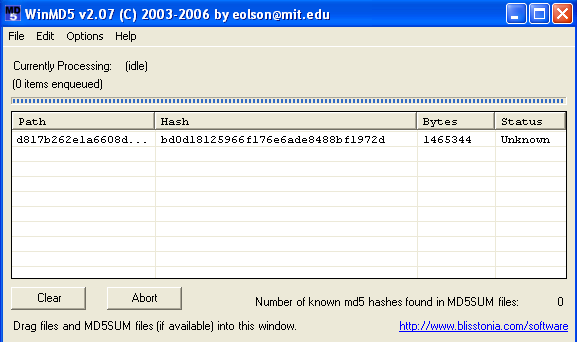 WinMD5 v2.07 (C) 2003-2006 by eolson@mit.edu
File Edit Options Help
Currently Processing: (idle)
(0 items enqueued)
Path Hash Bytes Status
d817b262e1a6608d... bd0d18125966f176e6ade8488bf1972d 1465344 Unknown
Clear Abort Number of known md5 hashes found in MD5SUM files: 0
Drag files and MD5SUM files (if available) into this window. http://www.blisstonia.com/software